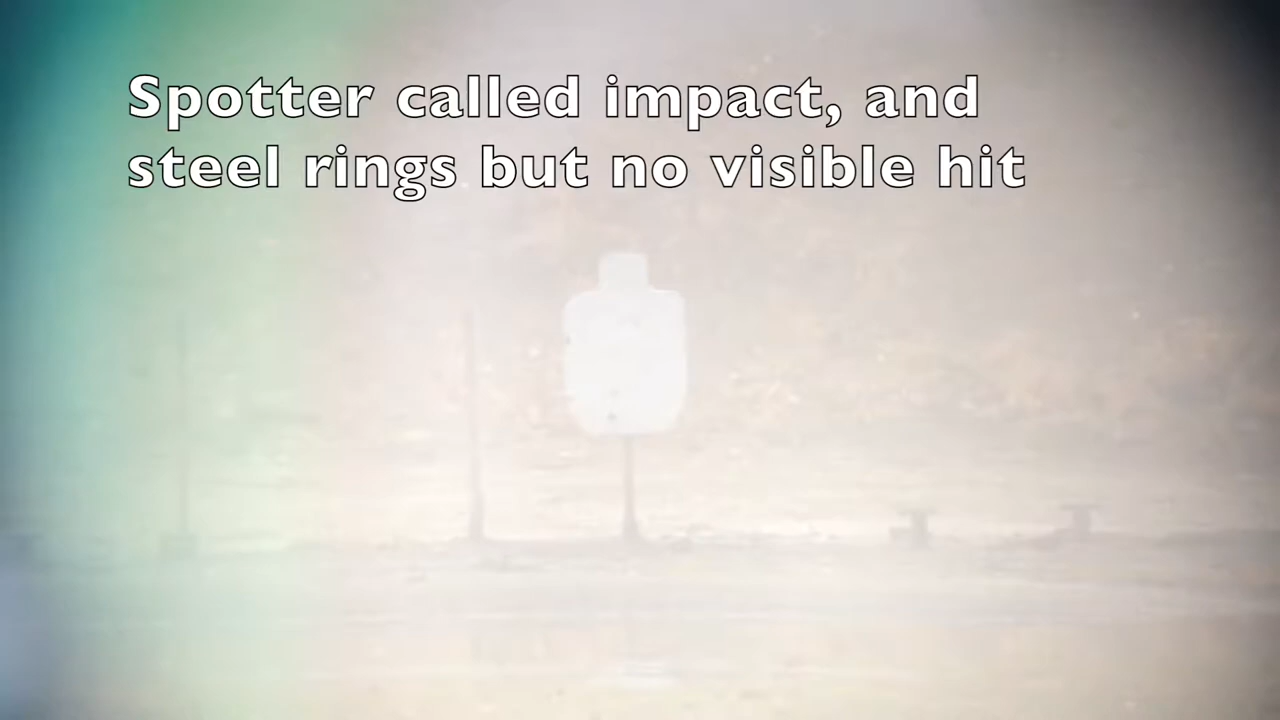 Spotter called impact, and
steel rings but no visible hit